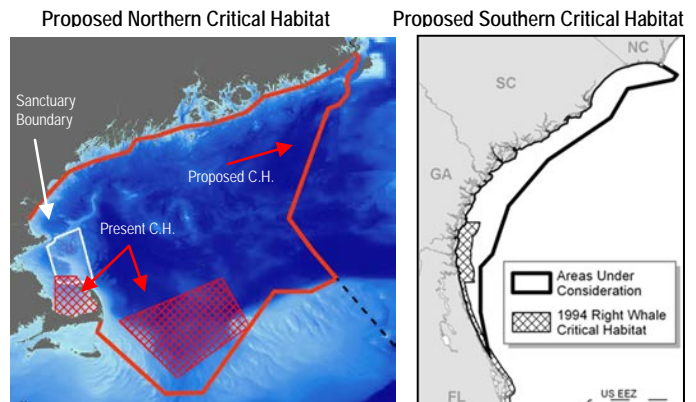 Proposed Northern Critical Habitat
Sanctuary
Boundary
Proposed C.H.
Present C.H.
Proposed Southern Critical Habitat
NC
SC
GA
Areas Under
Consideration
1994 Right Whale
Critical Habitat
FL
US EEZ